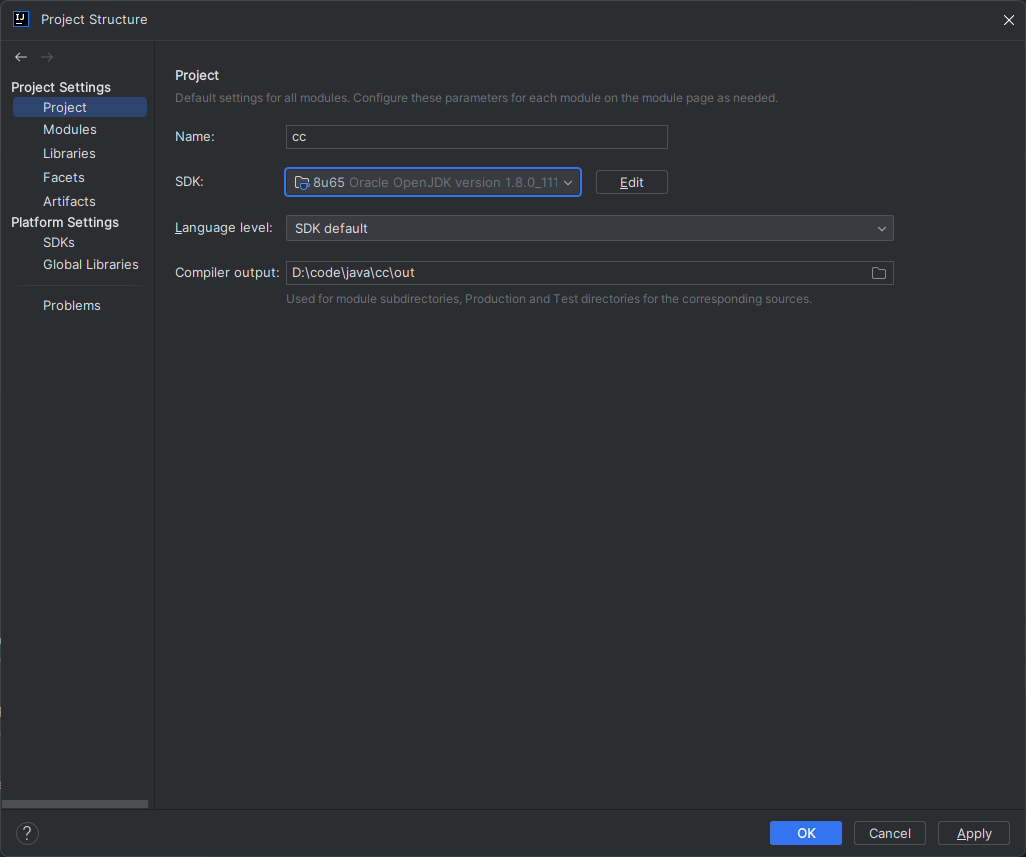 Project Structure
Project Settings
Project
Modules
Libraries
Facets
Artifacts
Platform Settings
SDKs
Global Libraries
Problems
Project
Default settings for all modules. Configure these parameters for each module on the module page as needed.
Name: cc
SDK: 8u65 Oracle OpenJDK version 1.8.0_111 Edit
Language level: SDK default
Compiler output: D:\code\java\cc\out
Used for module subdirectories, Production and Test directories for the corresponding sources.
? OK Cancel Apply